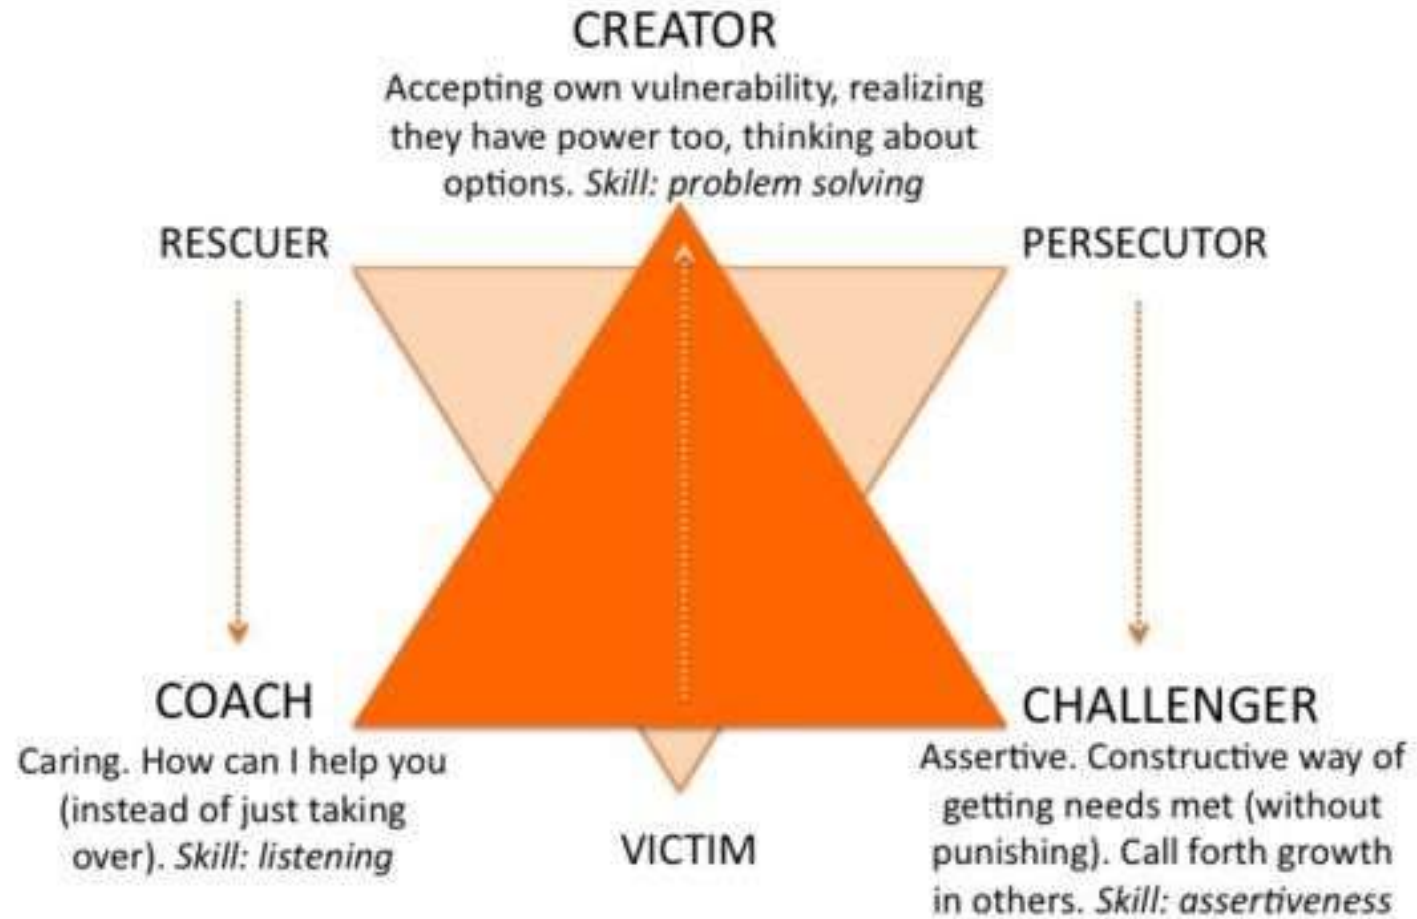 CREATOR
Accepting own vulnerability, realizing
they have power too, thinking about
options. Skill: problem solving
RESCUER
PERSECUTOR
COACH
Caring. How can I help you
(instead of just taking
over). Skill: listening
CHALLENGER
Assertive. Constructive way of
getting needs met (without
punishing). Call forth growth
in others. Skill: assertiveness
VICTIM